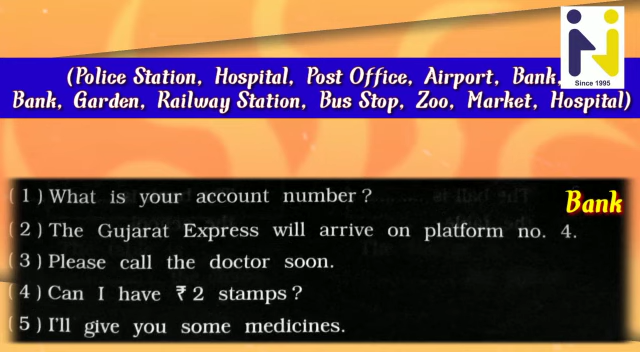 Since 1995
(Police Station, Hospital, Post Office, Airport, Bank,
Bank, Garden, Railway Station, Bus Stop, Zoo, Market, Hospital)
(1) What is your account number?
Bank
(2) The Gujarat Express will arrive on platform no. 4.
(3) Please call the doctor soon.
(4) Can I have ₹2 stamps?
(5) I'll give you some medicines.